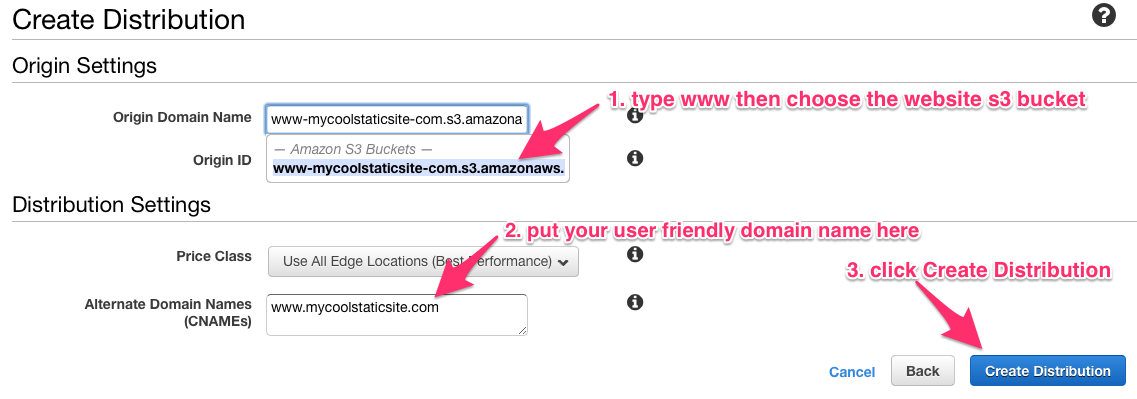 Create Distribution
Origin Settings
1. type www then choose the website s3 bucket
Origin Domain Name
www-mycoolstaticsite-com.s3.amazona
— Amazon S3 Buckets —
Origin ID
www-mycoolstaticsite-com.s3.amazonaws.
Distribution Settings
2. put your user friendly domain name here
Price Class
Use All Edge Locations (Best Performance)
3. click Create Distribution
Alternate Domain Names
(CNAMEs)
www.mycoolstaticsite.com
Cancel
Back
Create Distribution